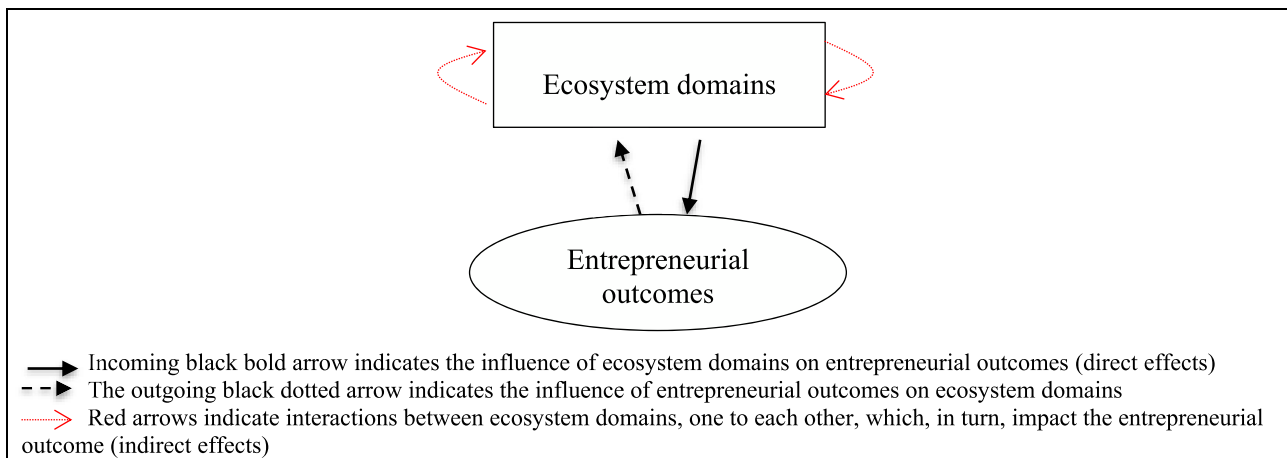 Ecosystem domains
Entrepreneurial
outcomes
Incoming black bold arrow indicates the influence of ecosystem domains on entrepreneurial outcomes (direct effects)
The outgoing black dotted arrow indicates the influence of entrepreneurial outcomes on ecosystem domains
Red arrows indicate interactions between ecosystem domains, one to each other, which, in turn, impact the entrepreneurial
outcome (indirect effects)